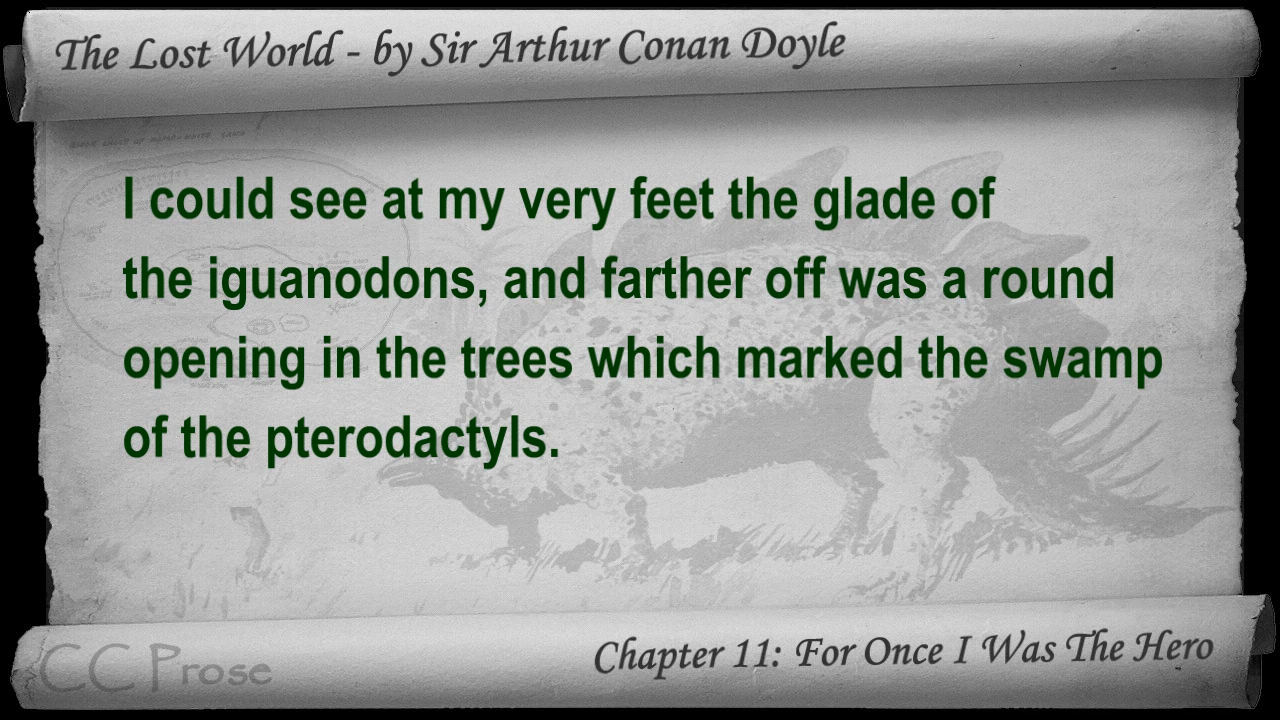 The Lost World - by Sir Arthur Conan Doyle
I could see at my very feet the glade of
the iguanodons, and farther off was a round
opening in the trees which marked the swamp
of the pterodactyls.
CC Prose
Chapter 11: For Once I Was The Hero